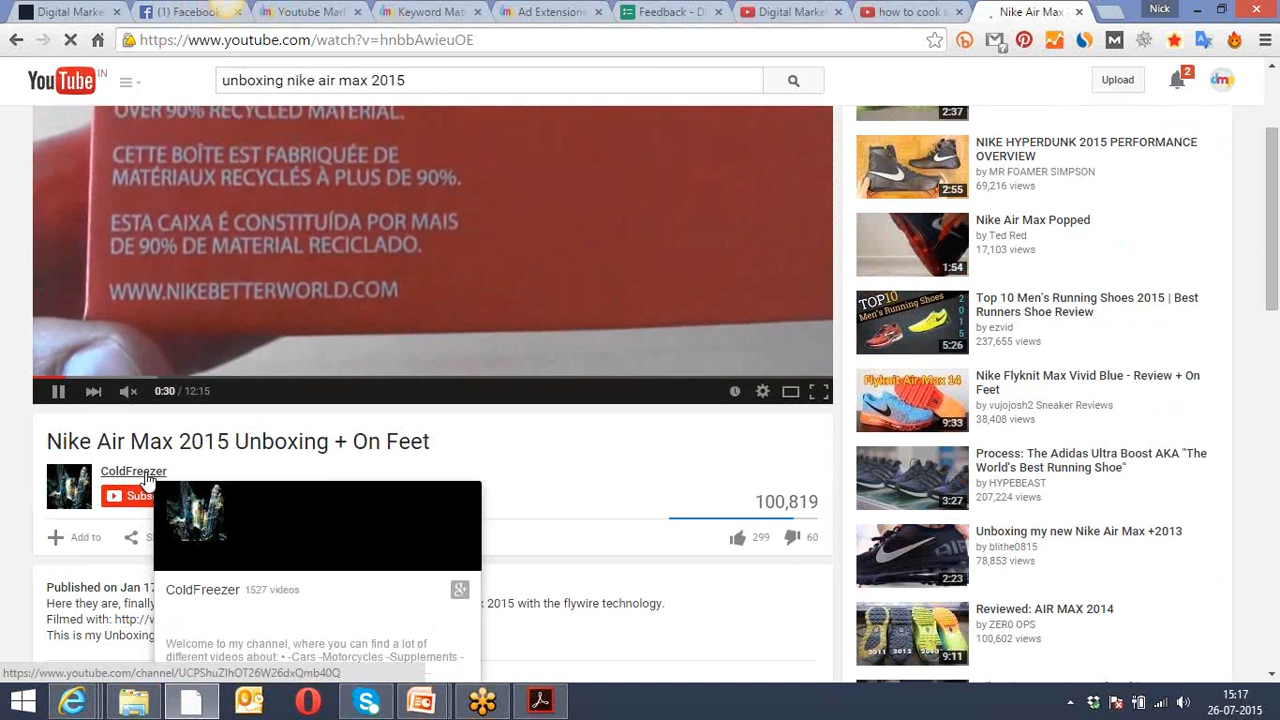 Digital Market
(1) Facebook
Youtube Mar
Keyword Mat
Ad Extension
Feedback - D
Digital Market
how to cook
Nike Air Max
Nick
https://www.youtube.com/watch?v=hnbbAwieuOE
YouTube IN
unboxing nike air max 2015
Upload
2
dm
OVER 90% RECYCLED MATERIAL.
CETTE BOÎTE EST FABRIQUÉE DE
MATÉRIAUX RECYCLÉS À PLUS DE 90%.
ESTA CAIXA É CONSTITUÍDA POR MAIS
DE 90% DE MATERIAL RECICLADO.
WWW.NIKEBETTERWORLD.COM
0:30 / 12:15
Nike Air Max 2015 Unboxing + On Feet
ColdFreezer
Subs
100,819
Add to
S
299
60
Published on Jan 1
Here they are, finally
x 2015 with the flywire technology.
Filmed with: http://w
This is my Unboxing
ColdFreezer 1527 videos
g+
Welcome to my channel, where you can find a lot of
different videos about: • -Cars -Motorcycles -Supplements -
https://www.youtube.com/channel/UCPShuZIhOT26W26dxQmb40Q
2:37
NIKE HYPERDUNK 2015 PERFORMANCE
OVERVIEW
by MR FOAMER SIMPSON
69,216 views
2:55
Nike Air Max Popped
by Ted Red
17,103 views
1:54
TOP10
Men's Running Shoes
2015
Top 10 Men's Running Shoes 2015 | Best
Runners Shoe Review
by ezvid
237,655 views
5:26
Flyknit Air Max 14
Nike Flyknit Max Vivid Blue - Review + On
Feet
by vujojosh2 Sneaker Reviews
38,408 views
9:33
Process: The Adidas Ultra Boost AKA "The
World's Best Running Shoe"
by HYPEBEAST
207,224 views
3:27
Unboxing my new Nike Air Max +2013
by blithe0815
78,853 views
2:23
Reviewed: AIR MAX 2014
by ZER0 OPS
100,602 views
9:11
15:17
26-07-2015